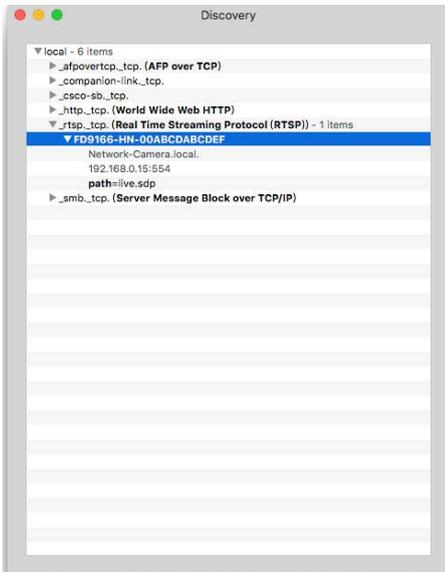 Discovery
local - 6 items
_afpovertcp._tcp. (AFP over TCP)
_companion-link._tcp.
_csco-sb._tcp.
_http._tcp. (World Wide Web HTTP)
_rtsp._tcp. (Real Time Streaming Protocol (RTSP)) - 1 items
FD9166-HN-00ABCDABCDEF
Network-Camera.local.
192.168.0.15:554
path=live.sdp
_smb._tcp. (Server Message Block over TCP/IP)